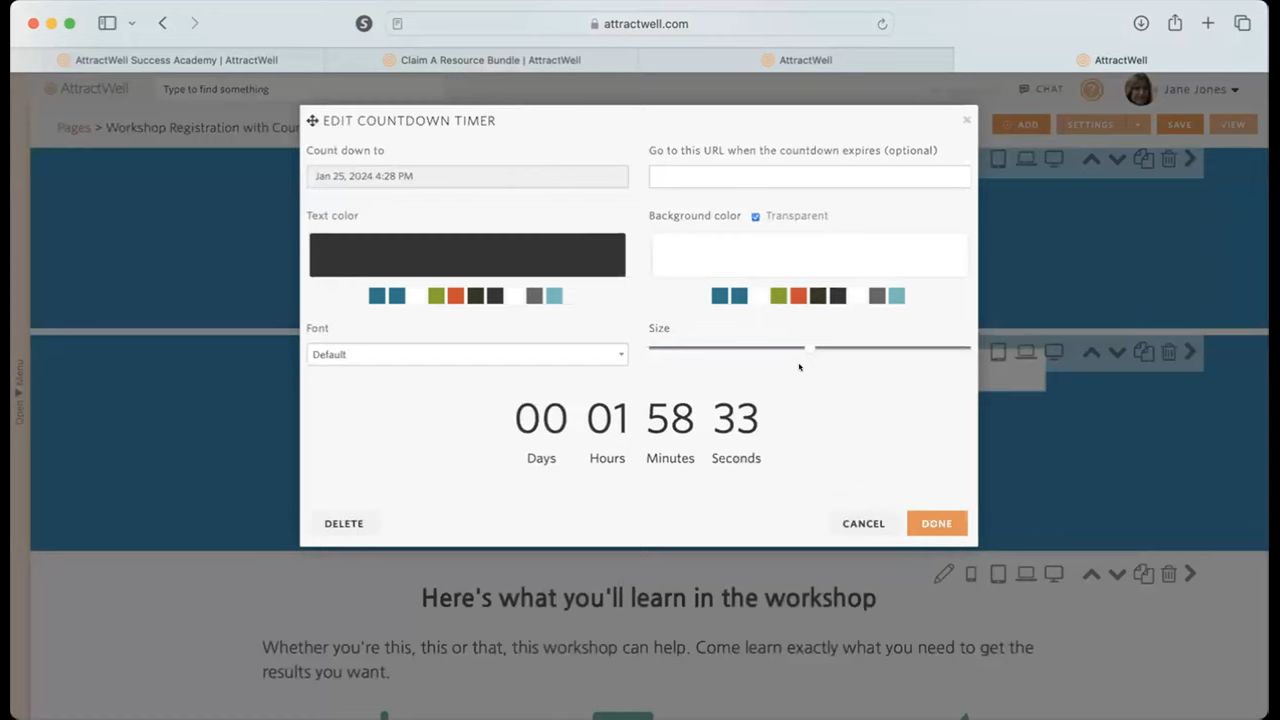 attractwell.com
AttractWell Success Academy | AttractWell
Claim A Resource Bundle | AttractWell
AttractWell
AttractWell
AttractWell
Type to find something
CHAT
Jane Jones
Pages > Workshop Registration with Coun
ADD
SETTINGS
SAVE
VIEW
EDIT COUNTDOWN TIMER
Count down to
Go to this URL when the countdown expires (optional)
Jan 25, 2024 4:28 PM
Text color
Background color
Transparent
Font
Size
Default
00 01 58 33
Days Hours Minutes Seconds
DELETE
CANCEL
DONE
Open ▾ Menu
Here's what you'll learn in the workshop
Whether you're this, this or that, this workshop can help. Come learn exactly what you need to get the
results you want.